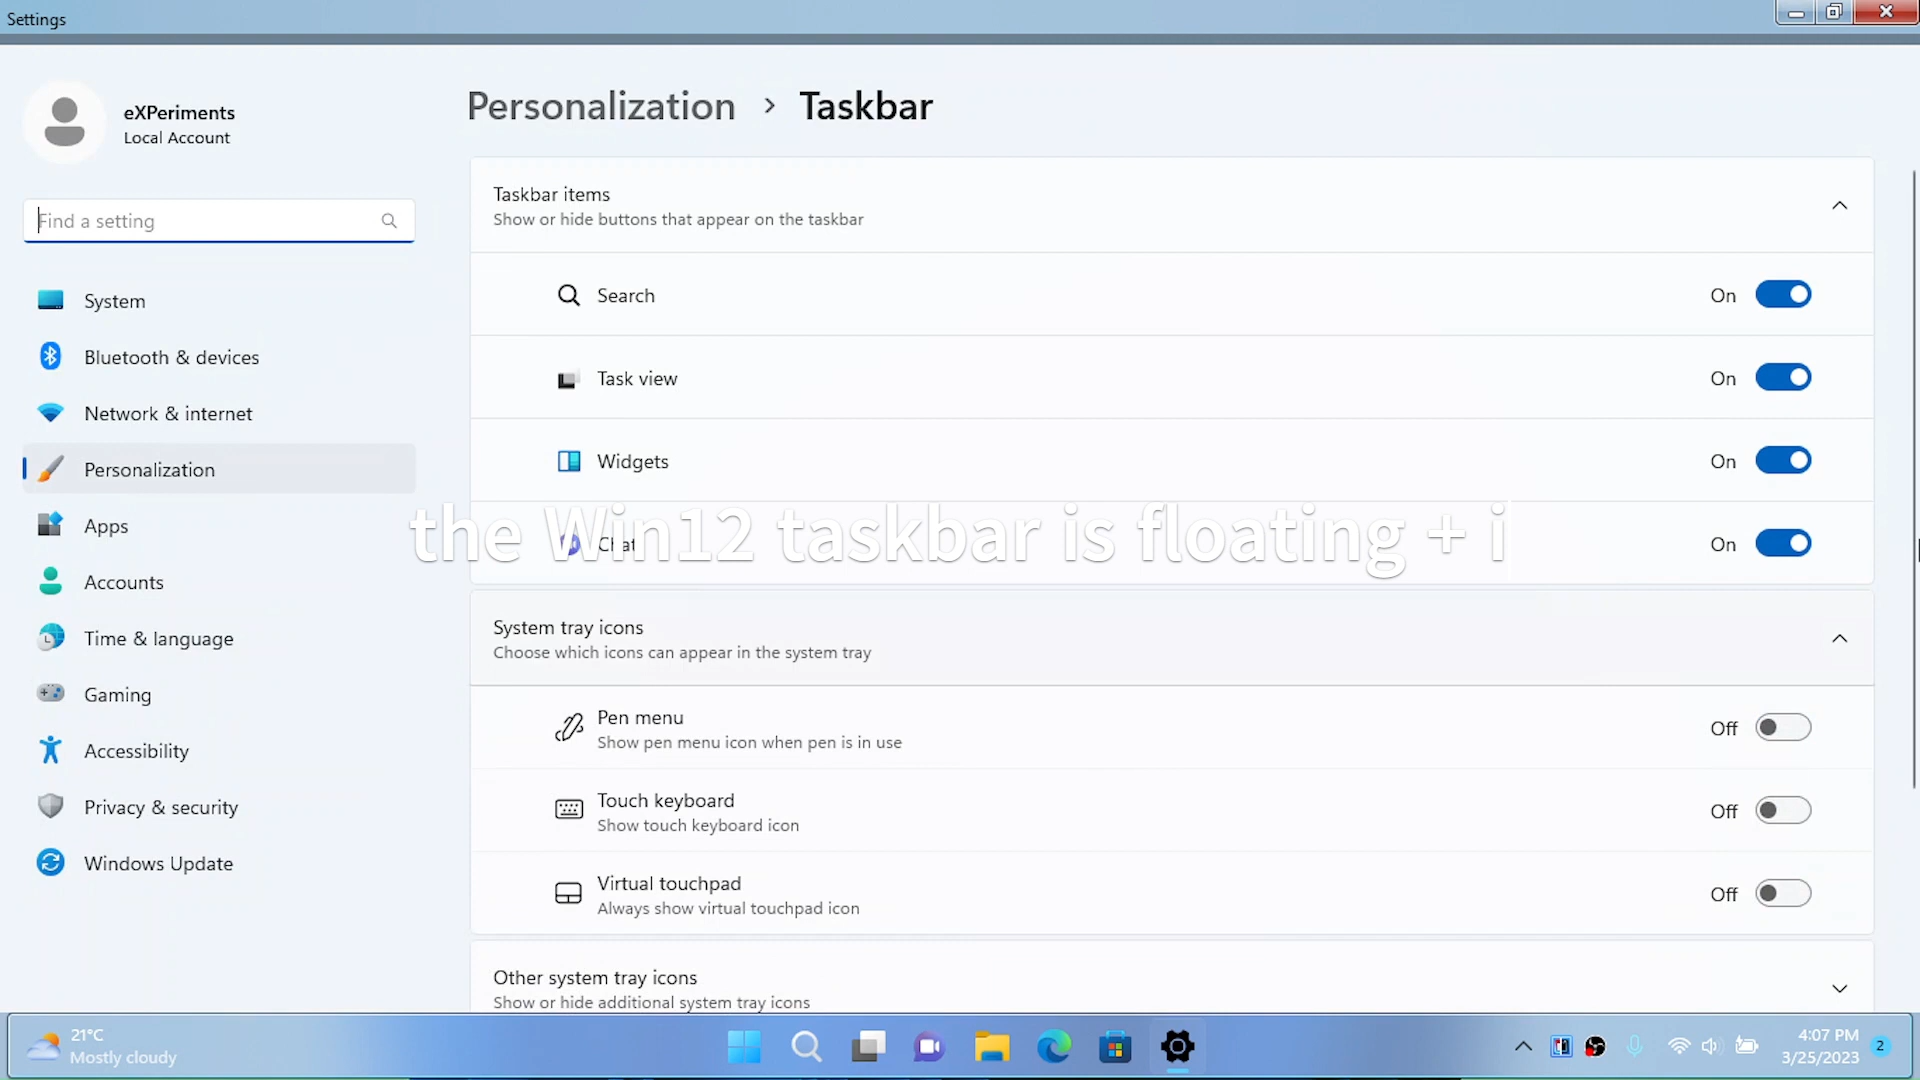 Settings
eXPeriments
Local Account
Find a setting
System
Bluetooth & devices
Network & internet
Personalization
Apps
Accounts
Time & language
Gaming
Accessibility
Privacy & security
Windows Update
Personalization > Taskbar
Taskbar items
Show or hide buttons that appear on the taskbar
Search On
Task view On
Widgets On
Chat On
the Win12 taskbar is floating + i
System tray icons
Choose which icons can appear in the system tray
Pen menu
Show pen menu icon when pen is in use
Off
Touch keyboard
Show touch keyboard icon
Off
Virtual touchpad
Always show virtual touchpad icon
Off
Other system tray icons
Show or hide additional system tray icons
21°C
Mostly cloudy
4:07 PM
3/25/2023
2